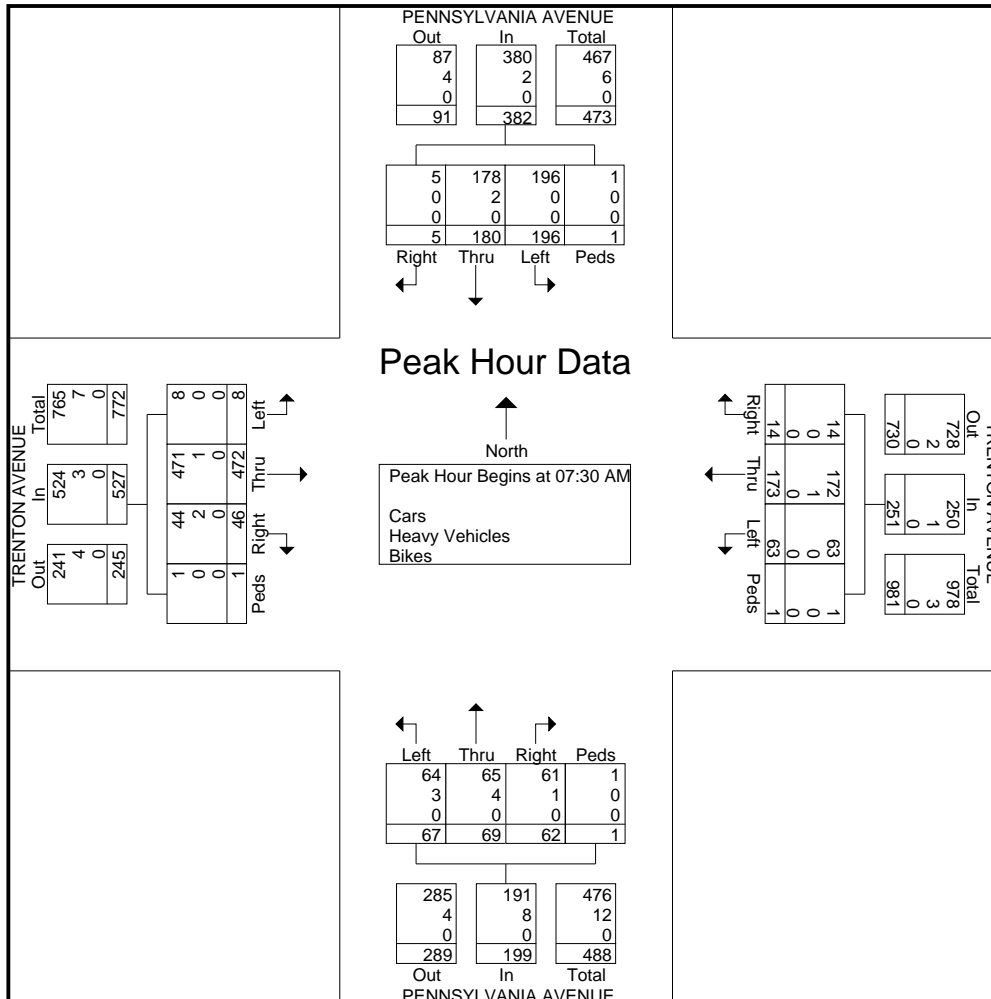 PENNSYLVANIA AVENUE
Out In Total
87 380 467
4 2 6
0 0 0
91 382 473
5 178 196 1
0 2 0 0
0 0 0 0
5 180 196 1
Right Thru Left Peds
Peak Hour Data
North
Peak Hour Begins at 07:30 AM
Cars
Heavy Vehicles
Bikes
TRENTON AVENUE
Out In Total
241 524 765
4 3 7
0 0 0
245 527 772
1 44 471 8
0 2 1 0
0 0 0 0
1 46 472 8
Peds Right Thru Left
TRENTON AVENUE
Out In Total
728 250 978
2 1 3
0 0 0
730 251 981
14 172 63 1
0 1 0 0
0 0 0 0
14 173 63 1
Right Thru Left Peds
Left Thru Right Peds
64 65 61 1
3 4 1 0
0 0 0 0
67 69 62 1
285 191 476
4 8 12
0 0 0
289 199 488
Out In Total
PENNSYLVANIA AVENUE